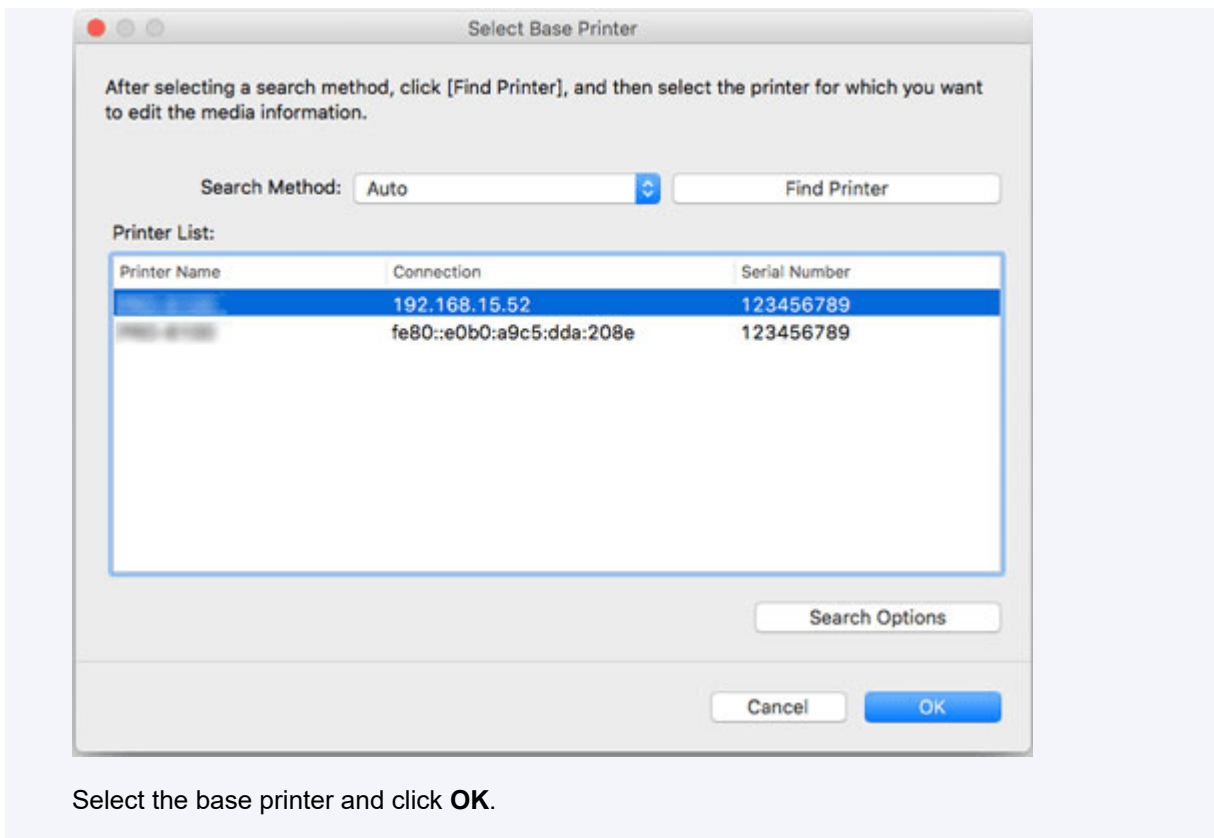 Select Base Printer
After selecting a search method, click [Find Printer], and then select the printer for which you want
to edit the media information.
Search Method: Auto Find Printer
Printer List:
Printer Name Connection Serial Number
192.168.15.52 123456789
fe80::e0b0:a9c5:dda:208e 123456789
Search Options
Cancel OK
Select the base printer and click OK.